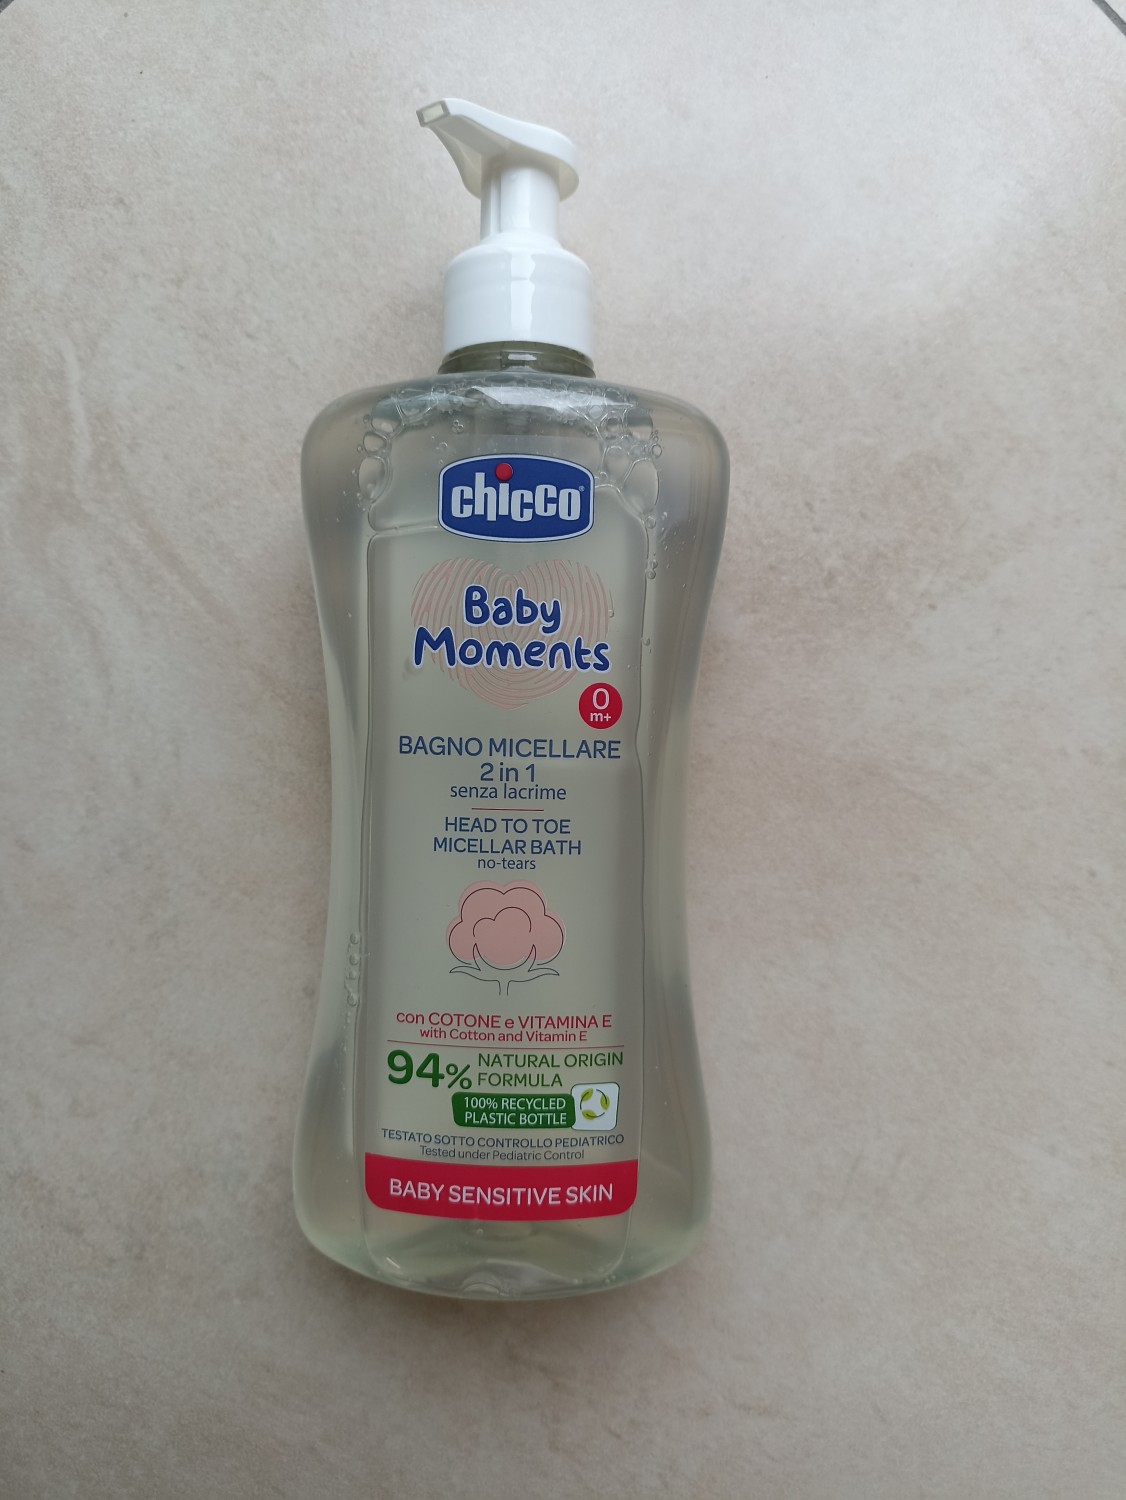 chicco
Baby
Moments
0
m+
BAGNO MICELLARE
2 in 1
senza lacrime
HEAD TO TOE
MICELLAR BATH
no-tears
con COTONE e VITAMINA E
with Cotton and Vitamin E
94% NATURAL ORIGIN
FORMULA
100% RECYCLED
PLASTIC BOTTLE
TESTATO SOTTO CONTROLLO PEDIATRICO
Tested under Pediatric Control
BABY SENSITIVE SKIN